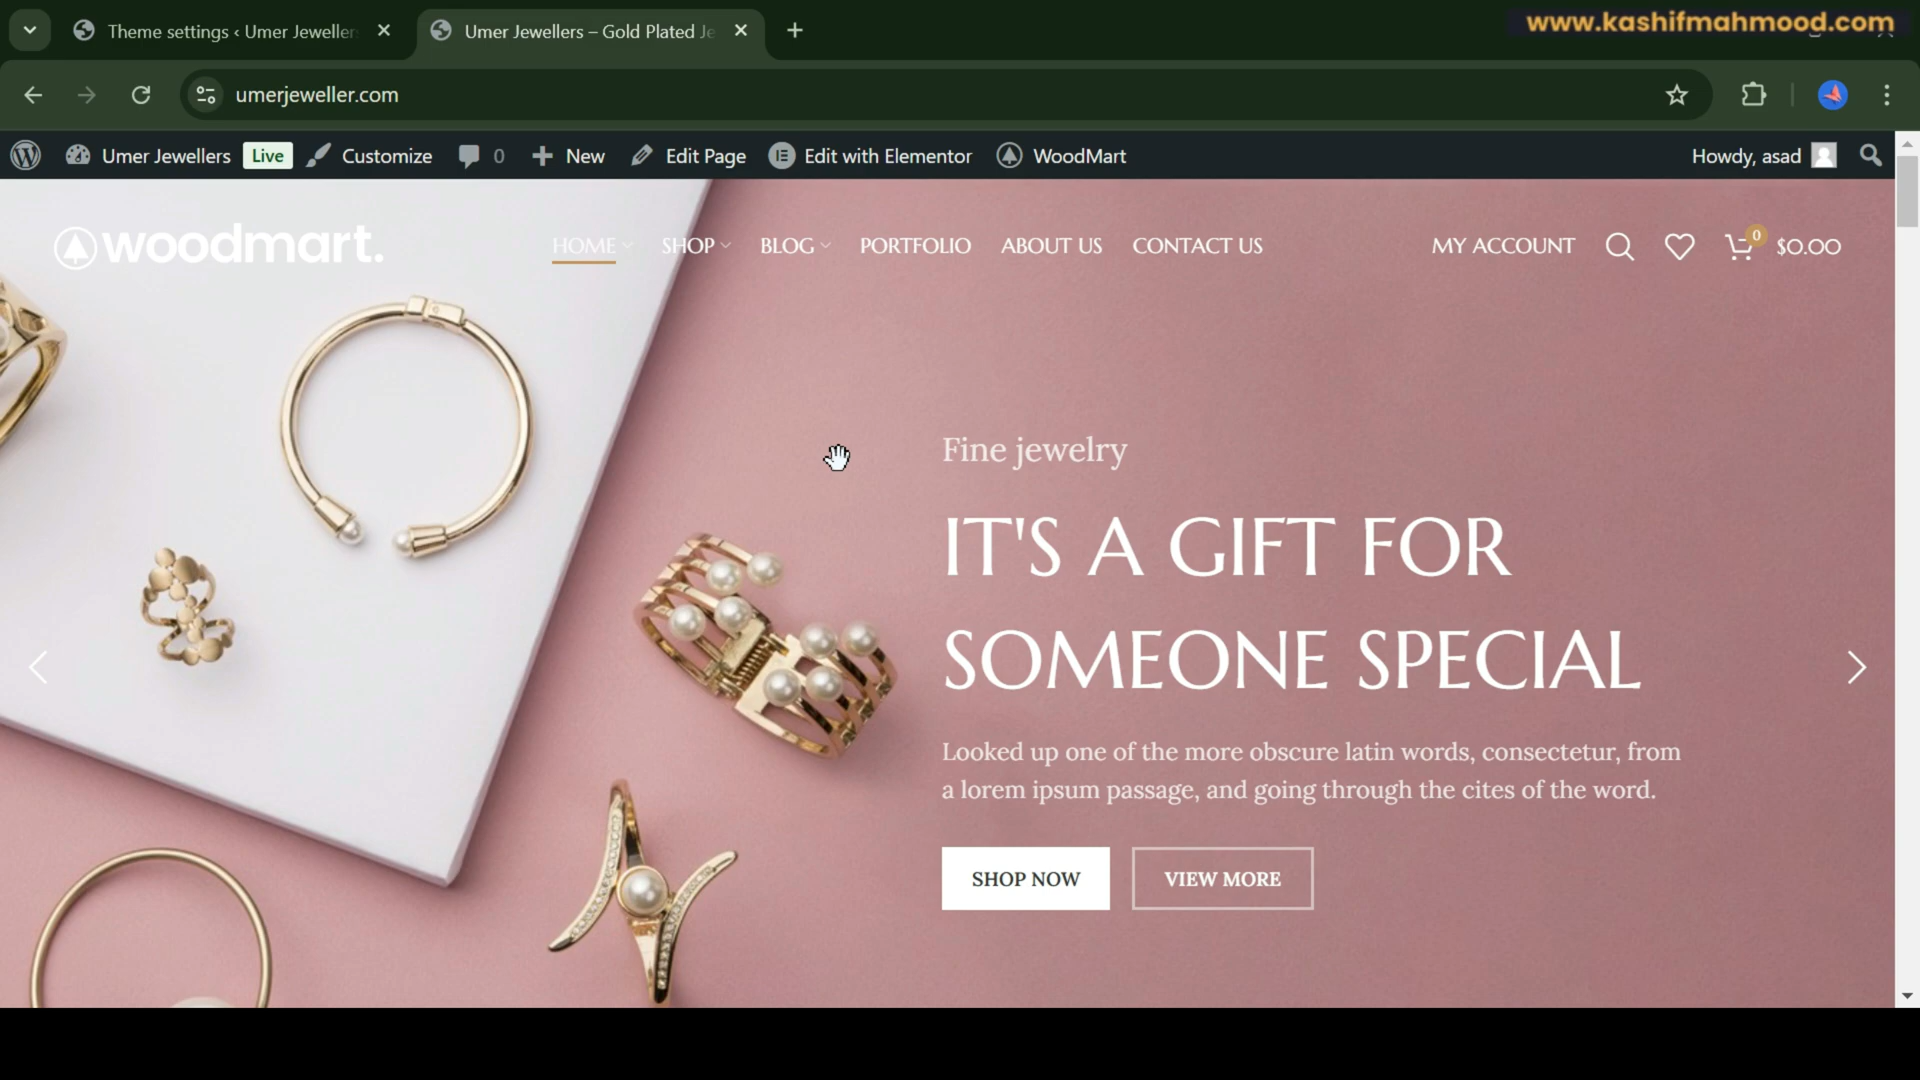 www.kashifmahmood.com
Theme settings ‹ Umer Jeweller
Umer Jewellers – Gold Plated Je
umerjeweller.com
Umer Jewellers Live Customize 0 New Edit Page Edit with Elementor WoodMart Howdy, asad
woodmart. HOME SHOP BLOG PORTFOLIO ABOUT US CONTACT US MY ACCOUNT 0 $0.00
Fine jewelry
IT'S A GIFT FOR
SOMEONE SPECIAL
Looked up one of the more obscure latin words, consectetur, from
a lorem ipsum passage, and going through the cites of the word.
SHOP NOW VIEW MORE